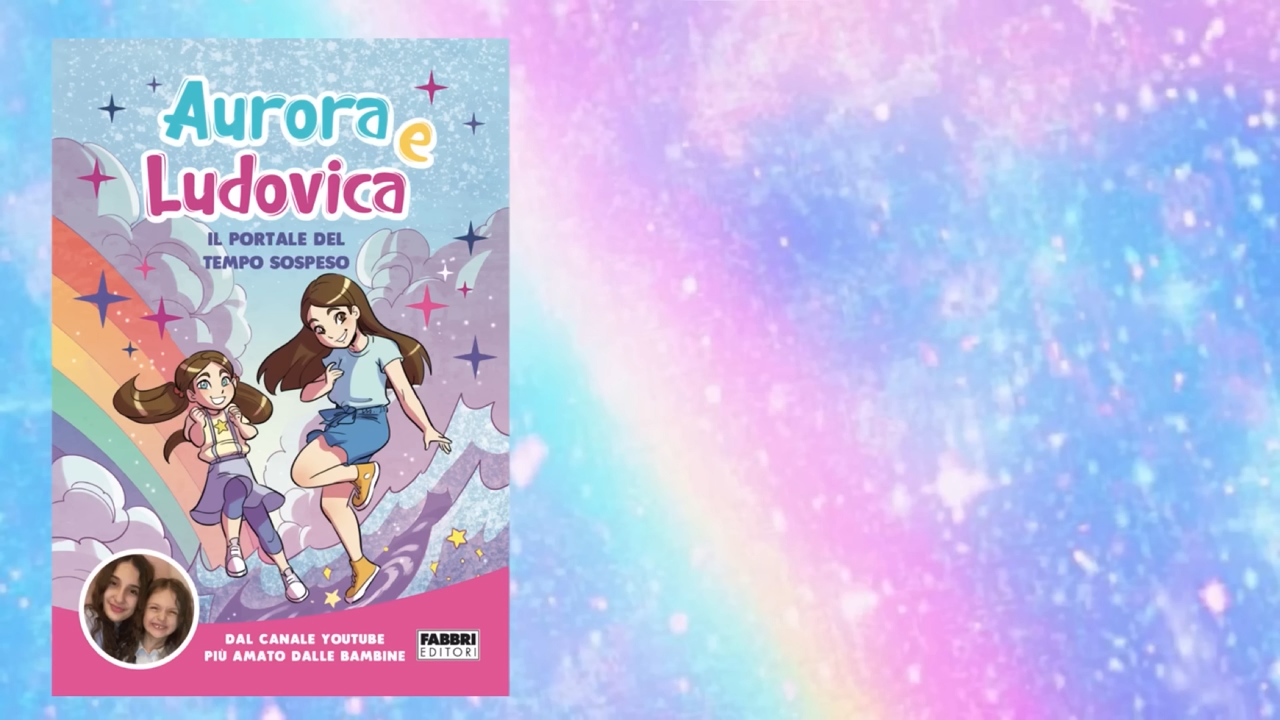 Aurora e
Ludovica
IL PORTALE DEL
TEMPO SOSPESO
DAL CANALE YOUTUBE
PIÙ AMATO DALLE BAMBINE
FABBRI
EDITORI